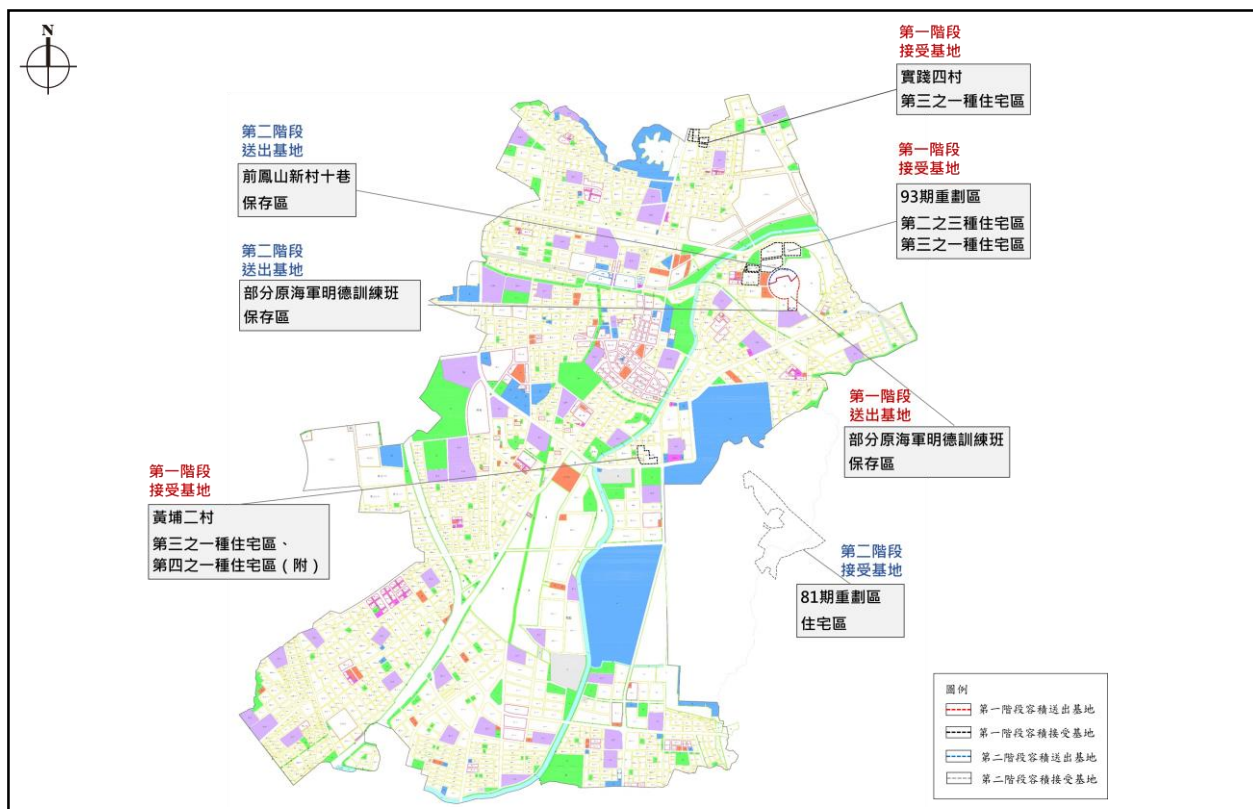 N
第一階段
接受基地
實踐四村
第三之一種住宅區
第二階段
送出基地
前鳳山新村十巷
保存區
第一階段
接受基地
93期重劃區
第二之三種住宅區
第三之一種住宅區
第二階段
送出基地
部分原海軍明德訓練班
保存區
第一階段
送出基地
部分原海軍明德訓練班
保存區
第一階段
接受基地
黃埔二村
第三之一種住宅區、
第四之一種住宅區（附）
第二階段
接受基地
81期重劃區
住宅區
圖例
第一階段容積送出基地
第一階段容積接受基地
第二階段容積送出基地
第二階段容積接受基地